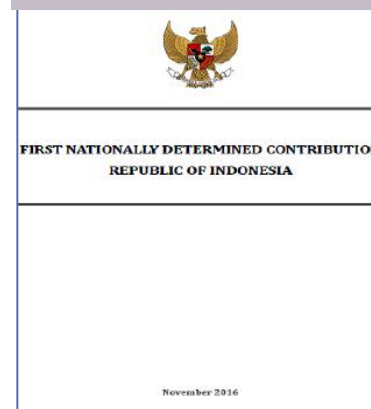 FIRST NATIONALLY DETERMINED CONTRIBUTIO
REPUBLIC OF INDONESIA
November 2016